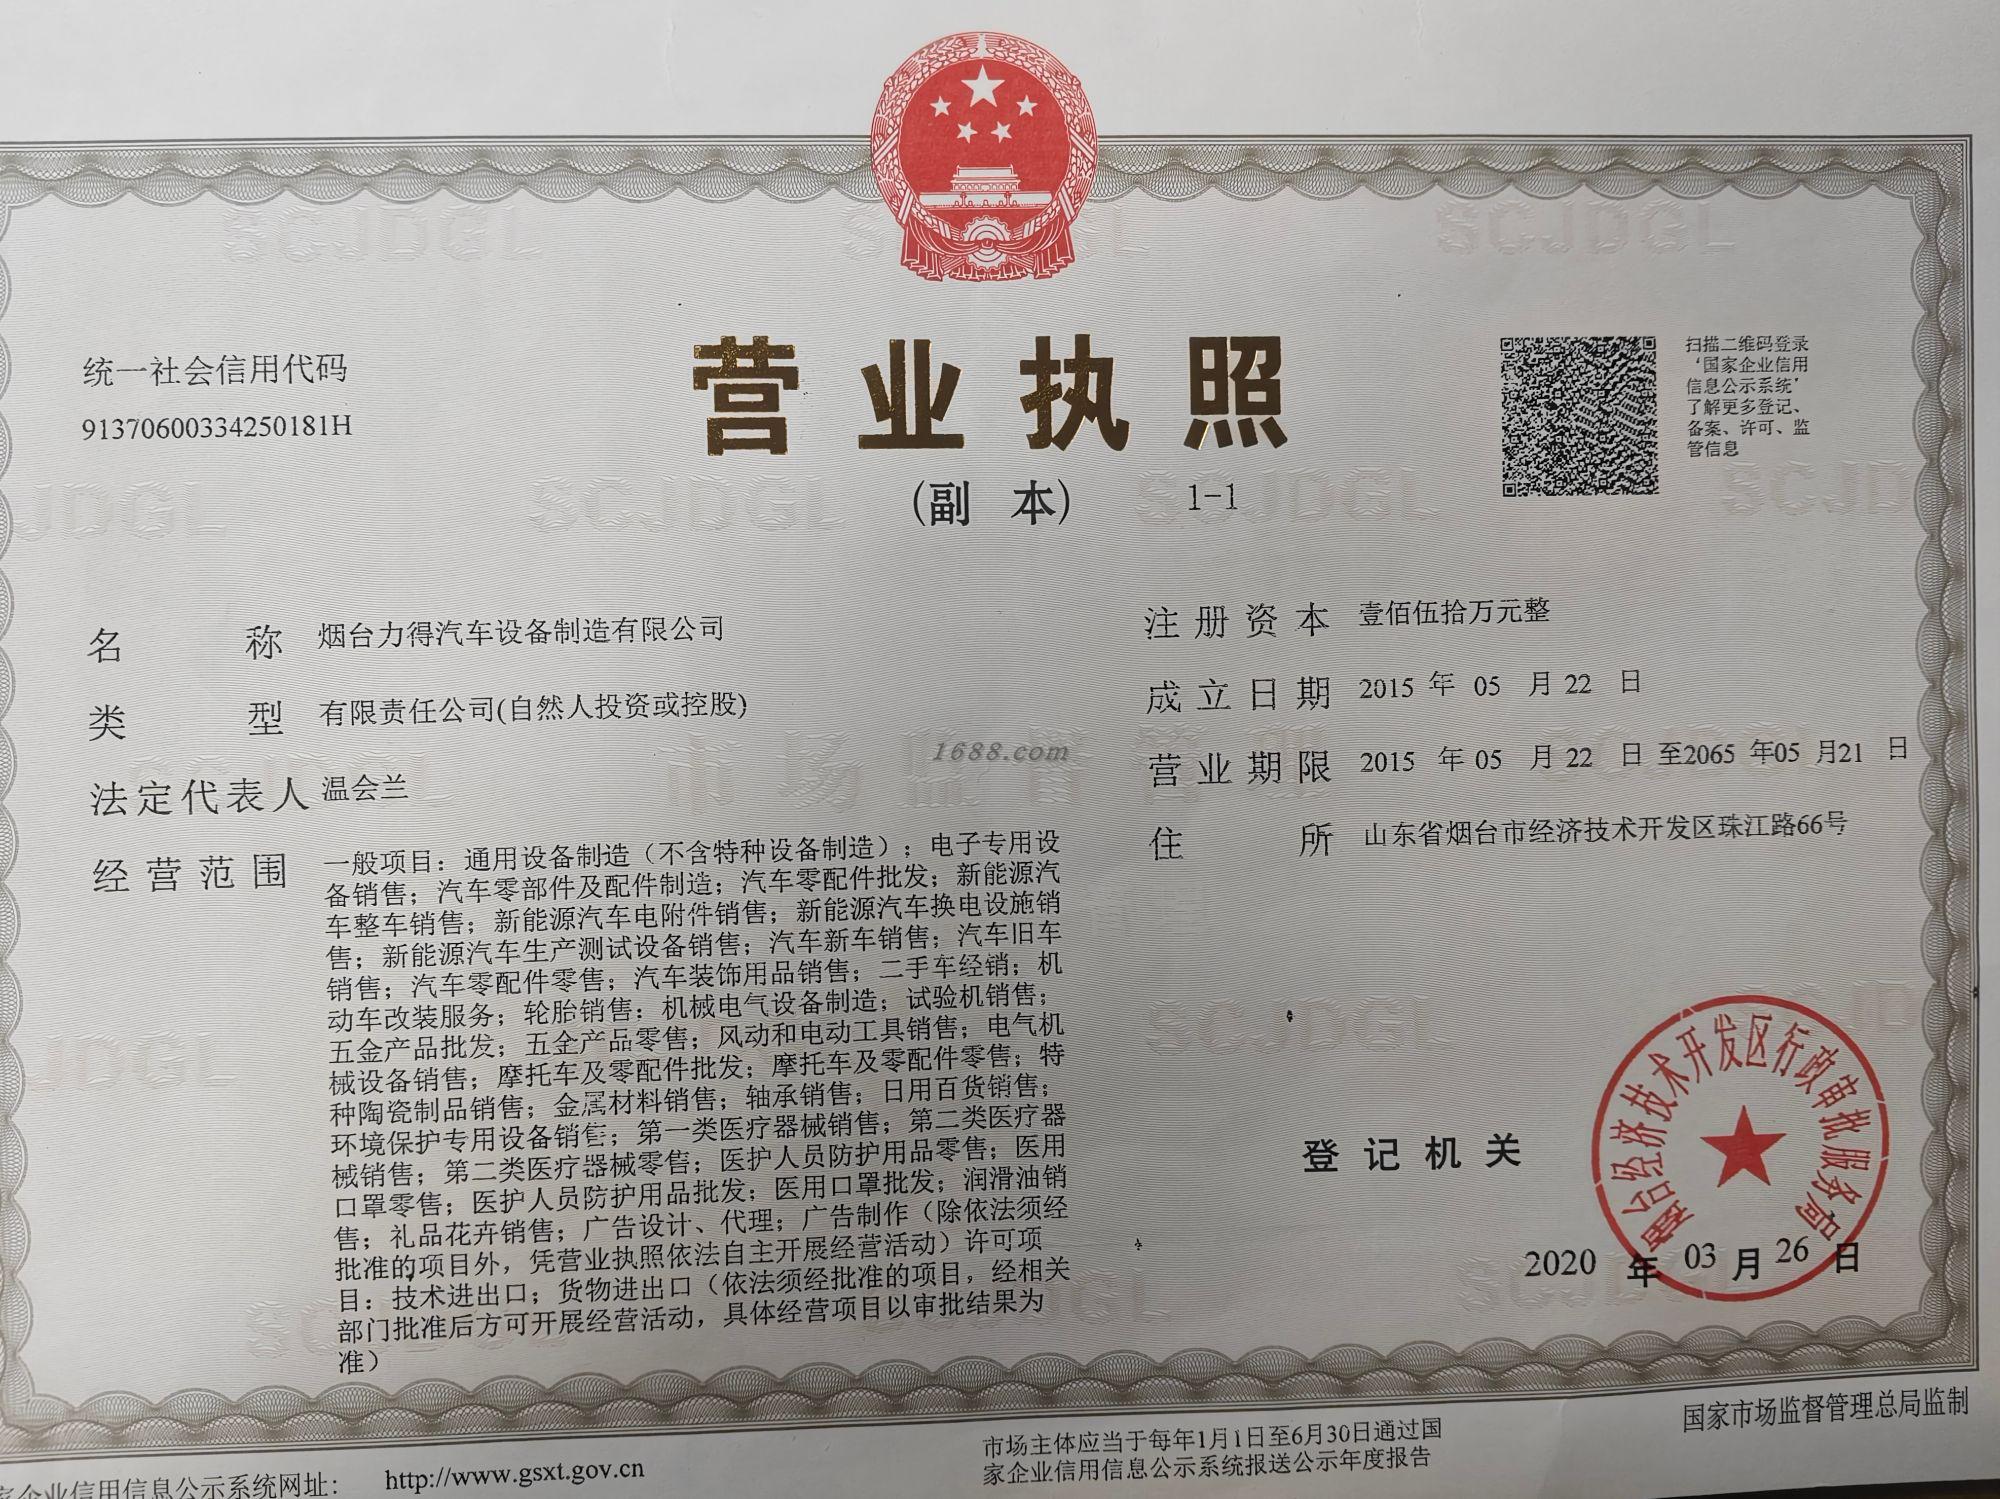 统一社会信用代码
91370600334250181H
营业执照
(副 本) 1-1
扫描二维码登录
‘国家企业信用
信息公示系统’
了解更多登记、
备案、许可、监
管信息
名 称 烟台力得汽车设备制造有限公司
类 型 有限责任公司(自然人投资或控股)
法定代表人 温会兰
经营范围 一般项目：通用设备制造（不含特种设备制造）；电子专用设
备销售；汽车零部件及配件制造；汽车零配件批发；新能源汽
车整车销售；新能源汽车电附件销售；新能源汽车换电设施销
售；新能源汽车生产测试设备销售；汽车新车销售；汽车旧车
销售；汽车零配件零售；汽车装饰用品销售；二手车经销；机
动车改装服务；轮胎销售；机械电气设备制造；试验机销售；
五金产品批发；五金产品零售；风动和电动工具销售；电气机
械设备销售；摩托车及零配件批发；摩托车及零配件零售；特
种陶瓷制品销售；金属材料销售；轴承销售；日用百货销售；
环境保护专用设备销售；第一类医疗器械销售；第二类医疗器
械销售；第二类医疗器械零售；医护人员防护用品零售；医用
口罩零售；医护人员防护用品批发；医用口罩批发；润滑油销
售；礼品花卉销售；广告设计、代理；广告制作（除依法须经
批准的项目外，凭营业执照依法自主开展经营活动）许可项
目：技术进出口；货物进出口（依法须经批准的项目，经相关
部门批准后方可开展经营活动，具体经营项目以审批结果为
准）
注册资本 壹佰伍拾万元整
成立日期 2015 年 05 月 22 日
营业期限 2015 年 05 月 22 日 至2065 年05 月21 日
住 所 山东省烟台市经济技术开发区珠江路66号
1688.com
登记机关
烟台经济技术开发区行政审批服务局
2020 年 03 月 26 日
家企业信用信息公示系统网址： http://www.gsxt.gov.cn
市场主体应当于每年1月1日至6月30日通过国
家企业信用信息公示系统报送公示年度报告
国家市场监督管理总局监制